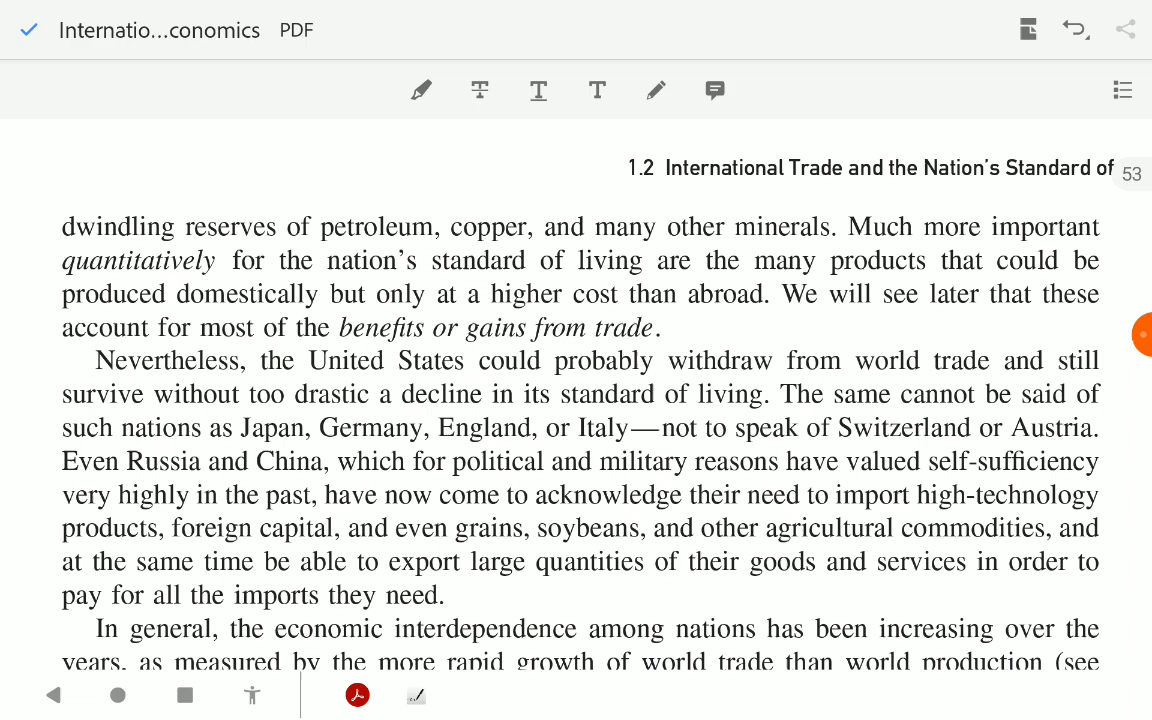 Internatio...conomics PDF
1.2 International Trade and the Nation's Standard of
53
dwindling reserves of petroleum, copper, and many other minerals. Much more important
quantitatively for the nation's standard of living are the many products that could be
produced domestically but only at a higher cost than abroad. We will see later that these
account for most of the benefits or gains from trade.
Nevertheless, the United States could probably withdraw from world trade and still
survive without too drastic a decline in its standard of living. The same cannot be said of
such nations as Japan, Germany, England, or Italy—not to speak of Switzerland or Austria.
Even Russia and China, which for political and military reasons have valued self-sufficiency
very highly in the past, have now come to acknowledge their need to import high-technology
products, foreign capital, and even grains, soybeans, and other agricultural commodities, and
at the same time be able to export large quantities of their goods and services in order to
pay for all the imports they need.
In general, the economic interdependence among nations has been increasing over the
years, as measured by the more rapid growth of world trade than world production (see